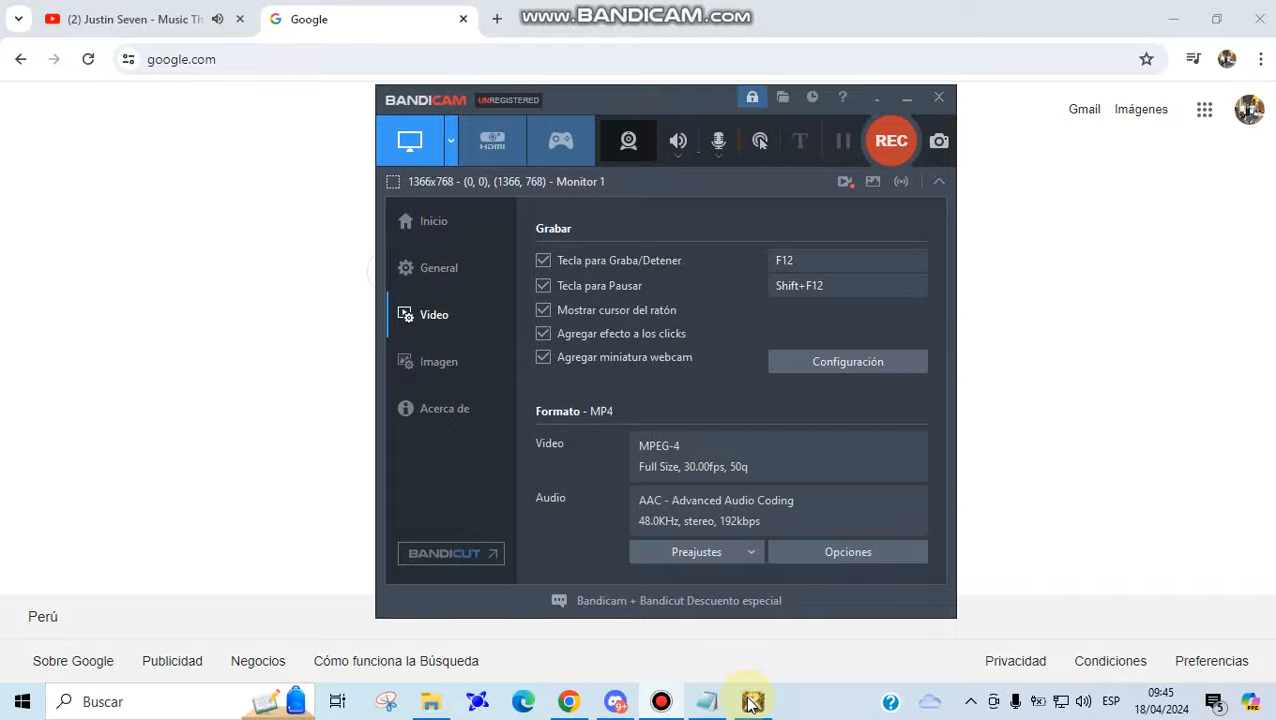 (2) Justin Seven - Music Th
Google
www.BANDICAM.com
google.com
BANDICAM UNREGISTERED
Gmail Imágenes
HDMI
T
REC
1366x768 - (0, 0), (1366, 768) - Monitor 1
Inicio
General
Video
Imagen
Acerca de
BANDICUT
Grabar
Tecla para Graba/Detener F12
Tecla para Pausar Shift+F12
Mostrar cursor del ratón
Agregar efecto a los clicks
Agregar miniatura webcam Configuración
Formato - MP4
Video MPEG-4
Full Size, 30.00fps, 50q
Audio AAC - Advanced Audio Coding
48.0KHz, stereo, 192kbps
Preajustes Opciones
Bandicam + Bandicut Descuento especial
Perú
Sobre Google Publicidad Negocios Cómo funciona la Búsqueda Privacidad Condiciones Preferencias
Buscar ESP 09:45
18/04/2024 5